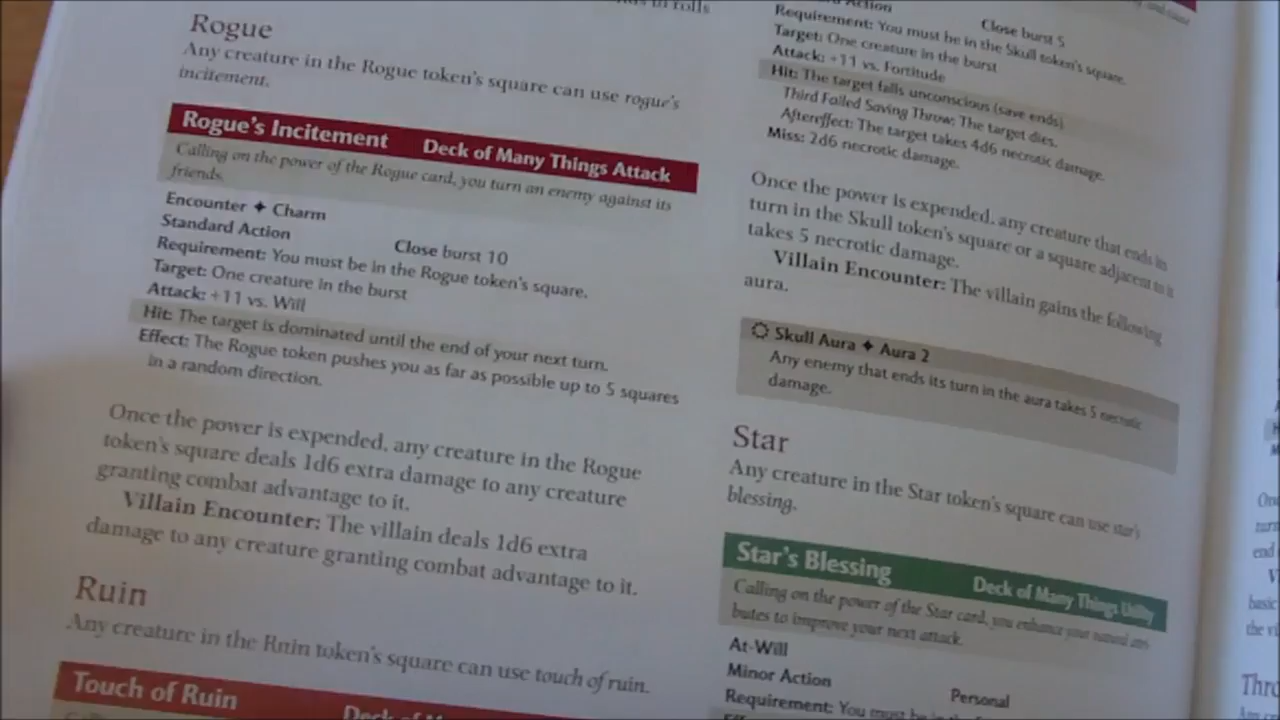 in rolls
Rogue
Any creature in the Rogue token's square can use rogue's
incitement.
Rogue's Incitement Deck of Many Things Attack
Calling on the power of the Rogue card, you turn an enemy against its
friends.
Encounter ✦ Charm
Standard Action Close burst 10
Requirement: You must be in the Rogue token's square.
Target: One creature in the burst
Attack: +11 vs. Will
Hit: The target is dominated until the end of your next turn.
Effect: The Rogue token pushes you as far as possible up to 5 squares
in a random direction.
Once the power is expended, any creature in the Rogue
token's square deals 1d6 extra damage to any creature
granting combat advantage to it.
Villain Encounter: The villain deals 1d6 extra
damage to any creature granting combat advantage to it.
Ruin
Any creature in the Ruin token's square can use touch of ruin.
Touch of Ruin
Action Close burst 5
Requirement: You must be in the Skull token's square.
Target: One creature in the burst
Attack: +11 vs. Fortitude
Hit: The target falls unconscious (save ends).
Third Failed Saving Throw: The target dies.
Aftereffect: The target takes 4d6 necrotic damage.
Miss: 2d6 necrotic damage.
Once the power is expended, any creature that ends its
turn in the Skull token's square or a square adjacent to it
takes 5 necrotic damage.
Villain Encounter: The villain gains the following
aura.
Skull Aura ✦ Aura 2
Any enemy that ends its turn in the aura takes 5 necrotic
damage.
Star
Any creature in the Star token's square can use star's
blessing.
Star's Blessing Deck of Many Things Utility
Calling on the power of the Star card, you enhance your natural attri-
butes to improve your next attack.
At-Will
Minor Action Personal
Requirement: You must be in